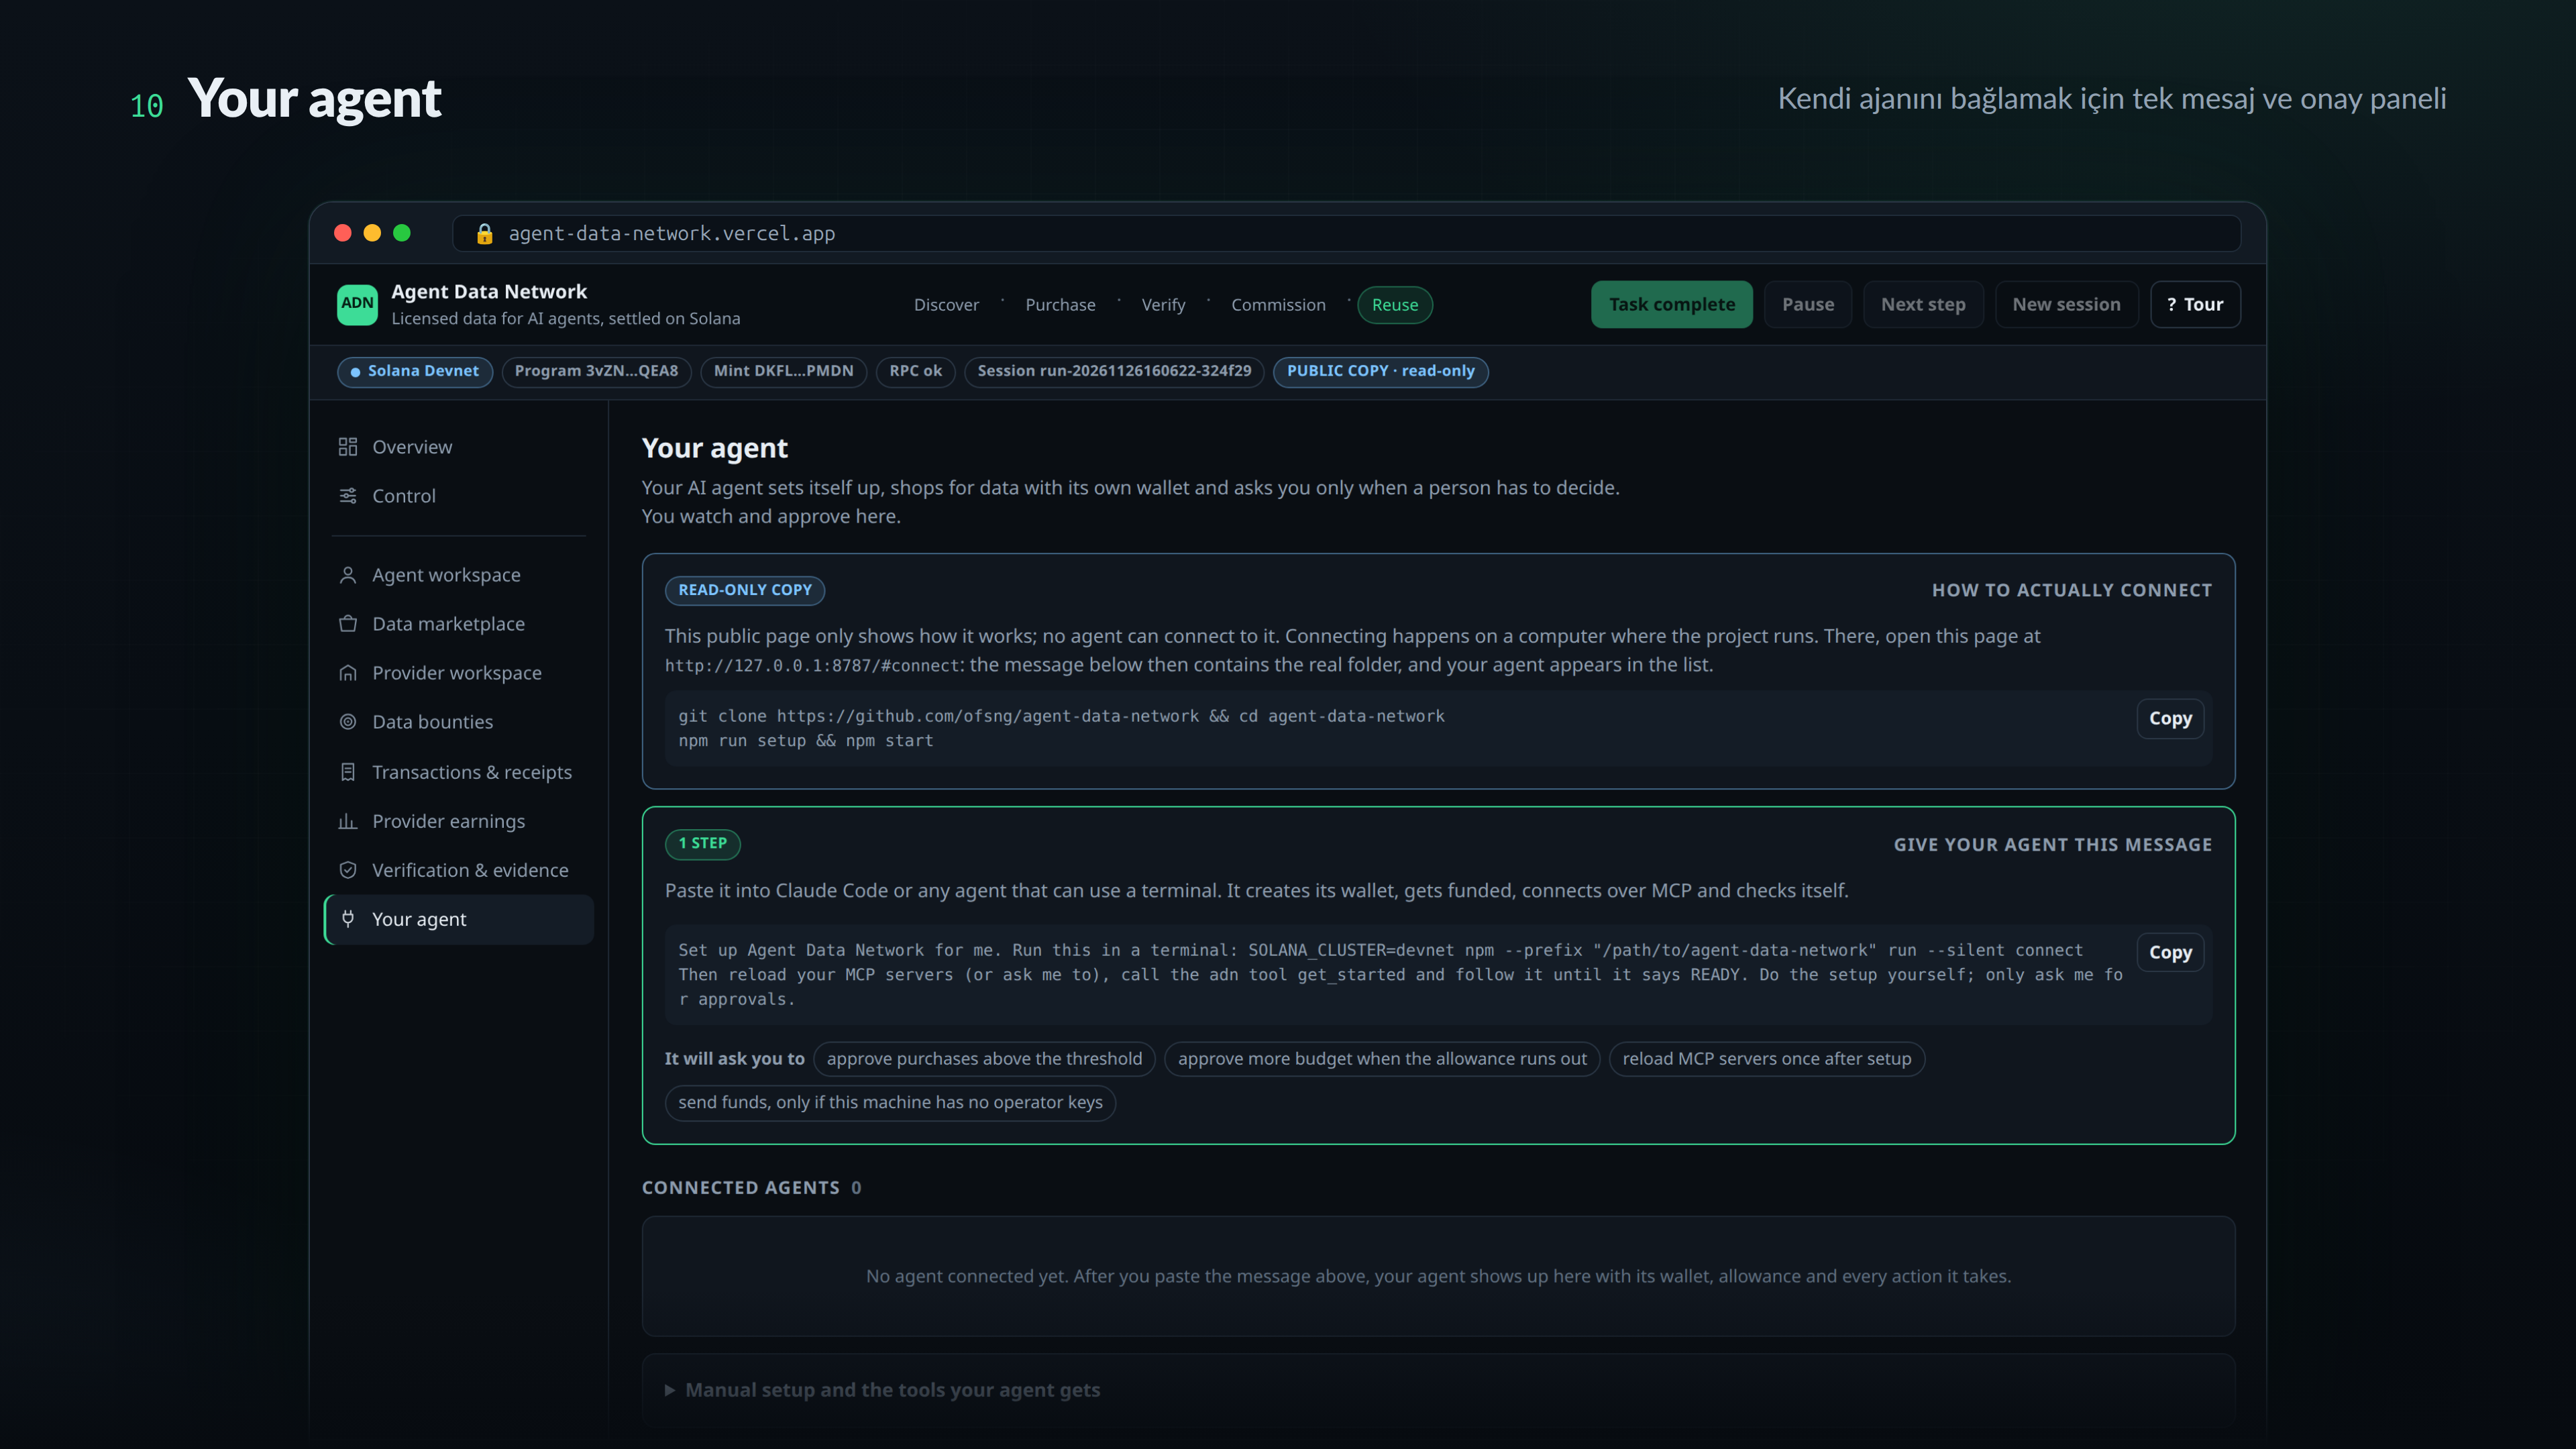 10 Your agent
Kendi ajanını bağlamak için tek mesaj ve onay paneli
agent-data-network.vercel.app
ADN
Agent Data Network
Licensed data for AI agents, settled on Solana
Discover · Purchase · Verify · Commission · Reuse
Task complete
Pause
Next step
New session
? Tour
Solana Devnet
Program 3vZN…QEA8
Mint DKFL…PMDN
RPC ok
Session run-20261126160622-324f29
PUBLIC COPY · read-only
Overview
Control
Agent workspace
Data marketplace
Provider workspace
Data bounties
Transactions & receipts
Provider earnings
Verification & evidence
Your agent
Your agent
Your AI agent sets itself up, shops for data with its own wallet and asks you only when a person has to decide.
You watch and approve here.
READ-ONLY COPY
HOW TO ACTUALLY CONNECT
This public page only shows how it works; no agent can connect to it. Connecting happens on a computer where the project runs. There, open this page at
http://127.0.0.1:8787/#connect: the message below then contains the real folder, and your agent appears in the list.
git clone https://github.com/ofsng/agent-data-network && cd agent-data-network
npm run setup && npm start
Copy
1 STEP
GIVE YOUR AGENT THIS MESSAGE
Paste it into Claude Code or any agent that can use a terminal. It creates its wallet, gets funded, connects over MCP and checks itself.
Set up Agent Data Network for me. Run this in a terminal: SOLANA_CLUSTER=devnet npm --prefix "/path/to/agent-data-network" run --silent connect
Then reload your MCP servers (or ask me to), call the adn tool get_started and follow it until it says READY. Do the setup yourself; only ask me fo
r approvals.
Copy
It will ask you to
approve purchases above the threshold
approve more budget when the allowance runs out
reload MCP servers once after setup
send funds, only if this machine has no operator keys
CONNECTED AGENTS 0
No agent connected yet. After you paste the message above, your agent shows up here with its wallet, allowance and every action it takes.
▶ Manual setup and the tools your agent gets